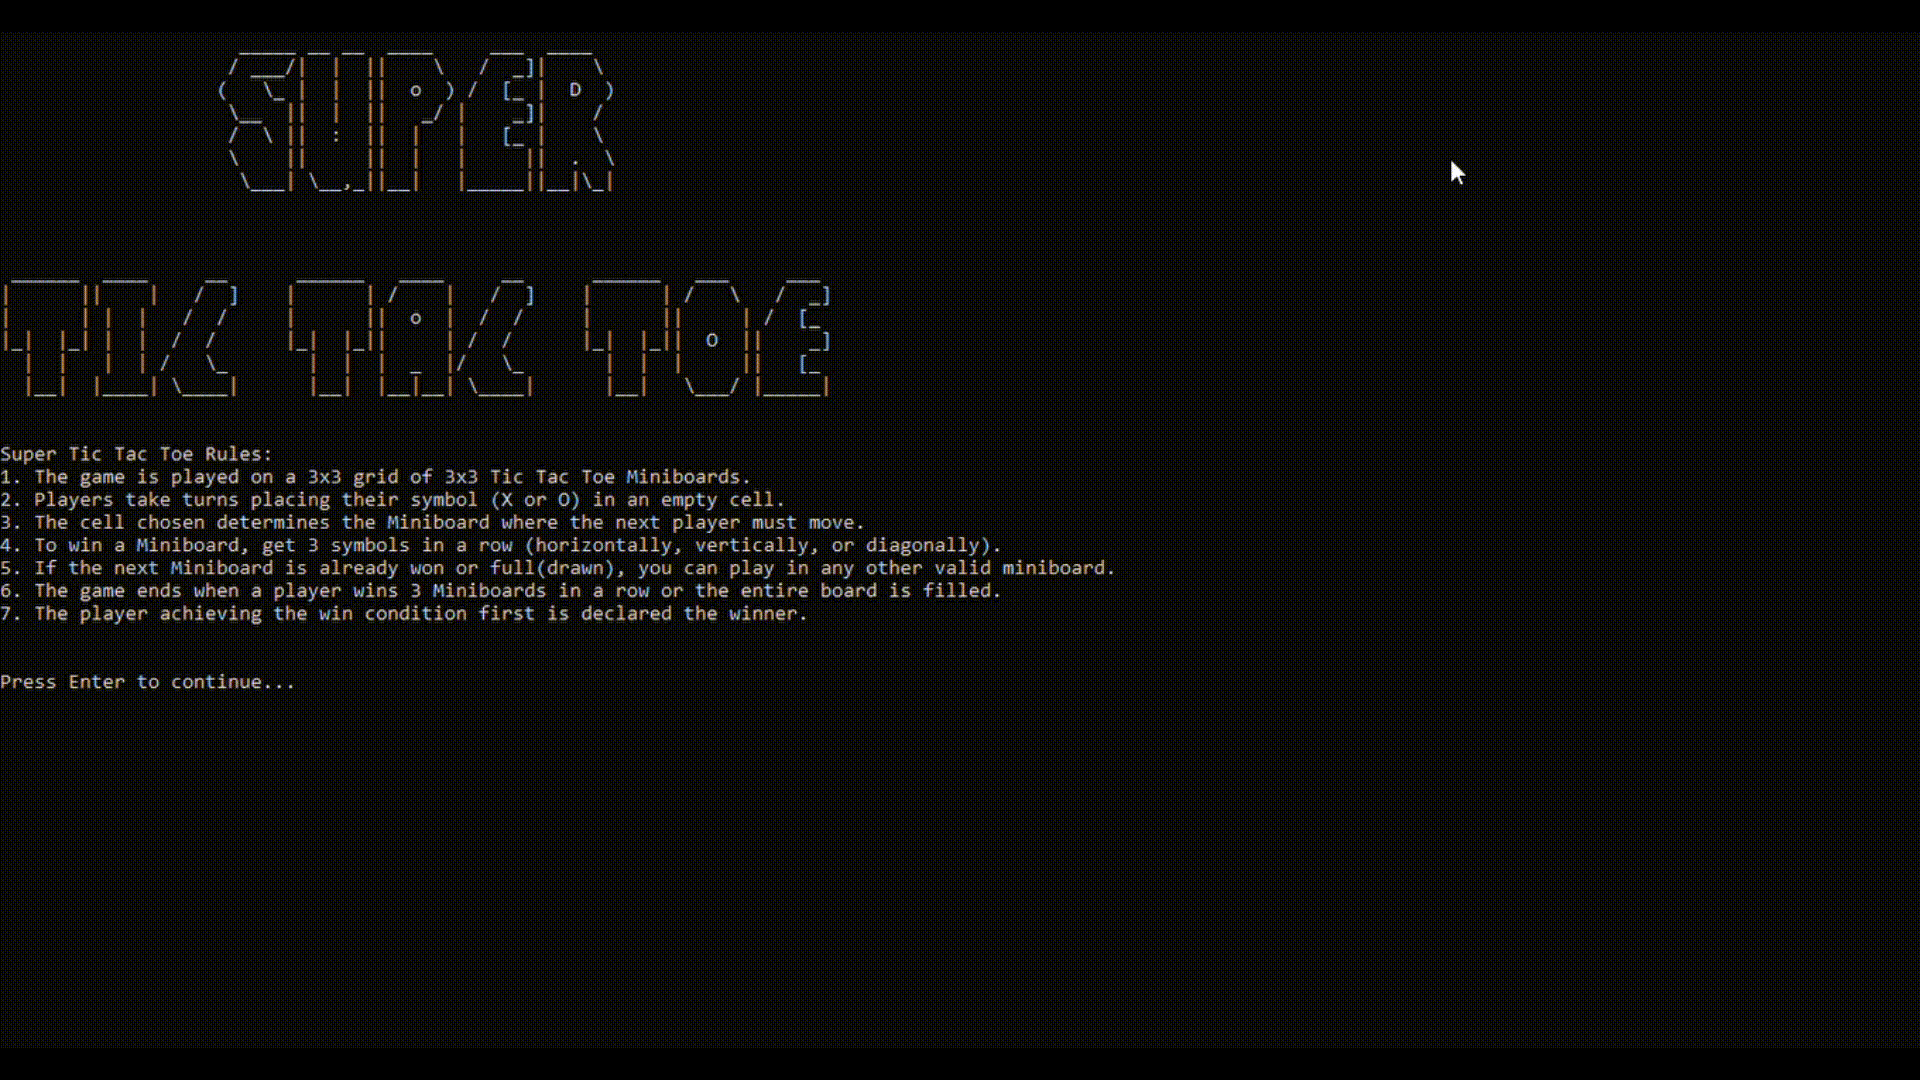 SUPER
TIC TAC TOE
Super Tic Tac Toe Rules:
1. The game is played on a 3x3 grid of 3x3 Tic Tac Toe Miniboards.
2. Players take turns placing their symbol (X or O) in an empty cell.
3. The cell chosen determines the Miniboard where the next player must move.
4. To win a Miniboard, get 3 symbols in a row (horizontally, vertically, or diagonally).
5. If the next Miniboard is already won or full(drawn), you can play in any other valid miniboard.
6. The game ends when a player wins 3 Miniboards in a row or the entire board is filled.
7. The player achieving the win condition first is declared the winner.
Press Enter to continue...